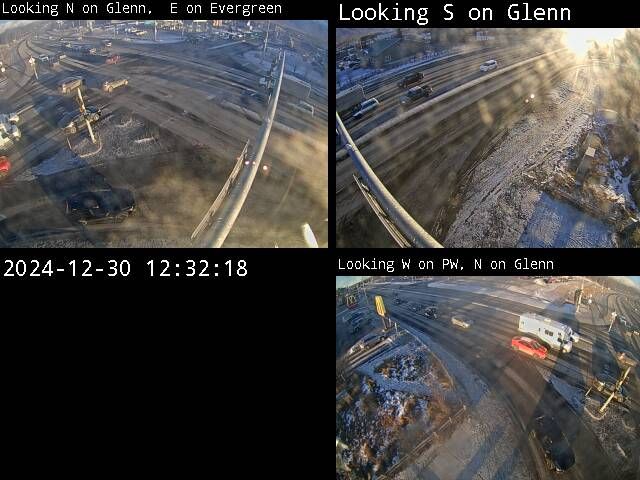 Looking N on Glenn,  E on Evergreen
Looking S on Glenn
2024-12-30 12:32:18
Looking W on PW, N on Glenn